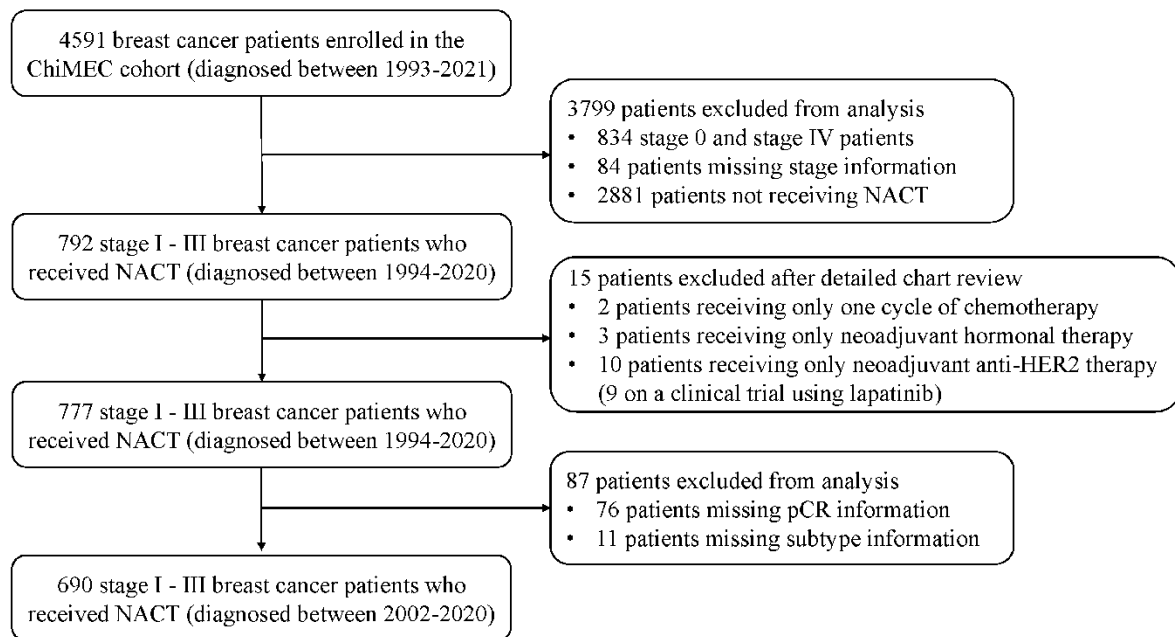 4591 breast cancer patients enrolled in the
ChiMEC cohort (diagnosed between 1993-2021)
3799 patients excluded from analysis
• 834 stage 0 and stage IV patients
• 84 patients missing stage information
• 2881 patients not receiving NACT
792 stage I - III breast cancer patients who
received NACT (diagnosed between 1994-2020)
15 patients excluded after detailed chart review
• 2 patients receiving only one cycle of chemotherapy
• 3 patients receiving only neoadjuvant hormonal therapy
• 10 patients receiving only neoadjuvant anti-HER2 therapy
(9 on a clinical trial using lapatinib)
777 stage I - III breast cancer patients who
received NACT (diagnosed between 1994-2020)
87 patients excluded from analysis
• 76 patients missing pCR information
• 11 patients missing subtype information
690 stage I - III breast cancer patients who
received NACT (diagnosed between 2002-2020)